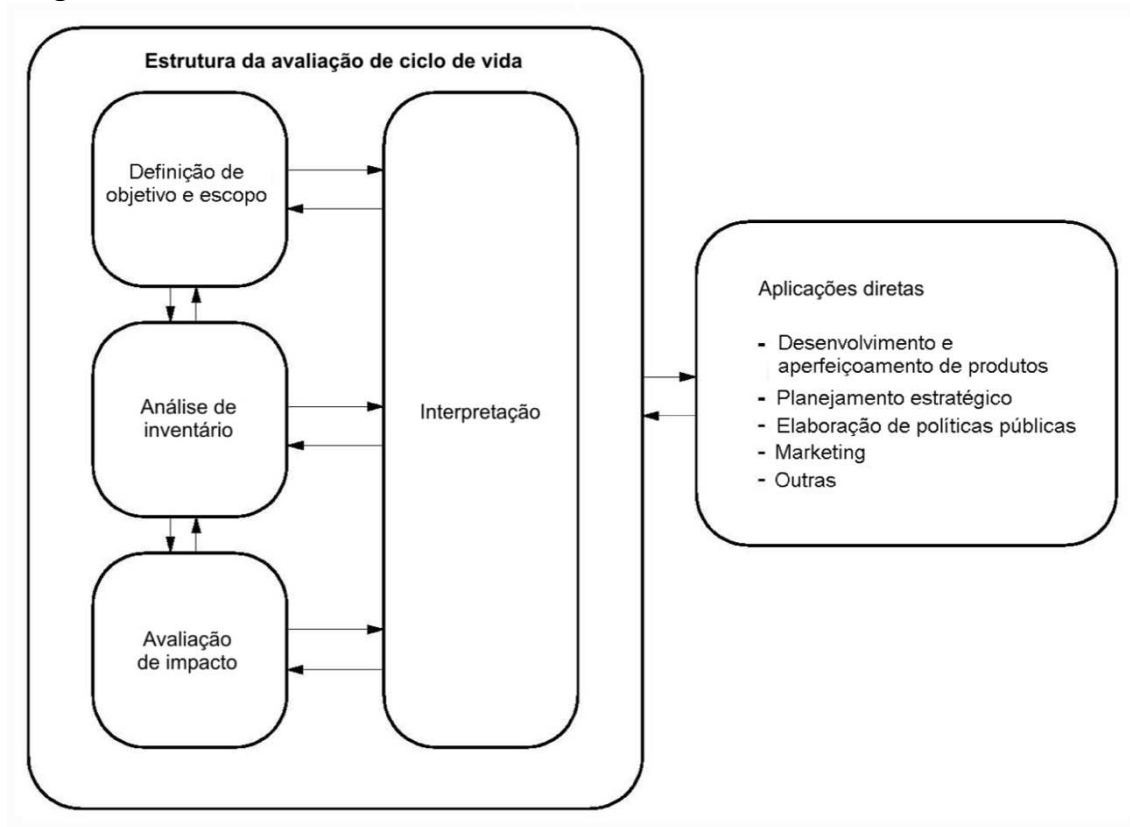 Estrutura da avaliação de ciclo de vida
Definição de
objetivo e escopo
Análise de
inventário
Avaliação
de impacto
Interpretação
Aplicações diretas
- Desenvolvimento e
aperfeiçoamento de produtos
- Planejamento estratégico
- Elaboração de políticas públicas
- Marketing
- Outras